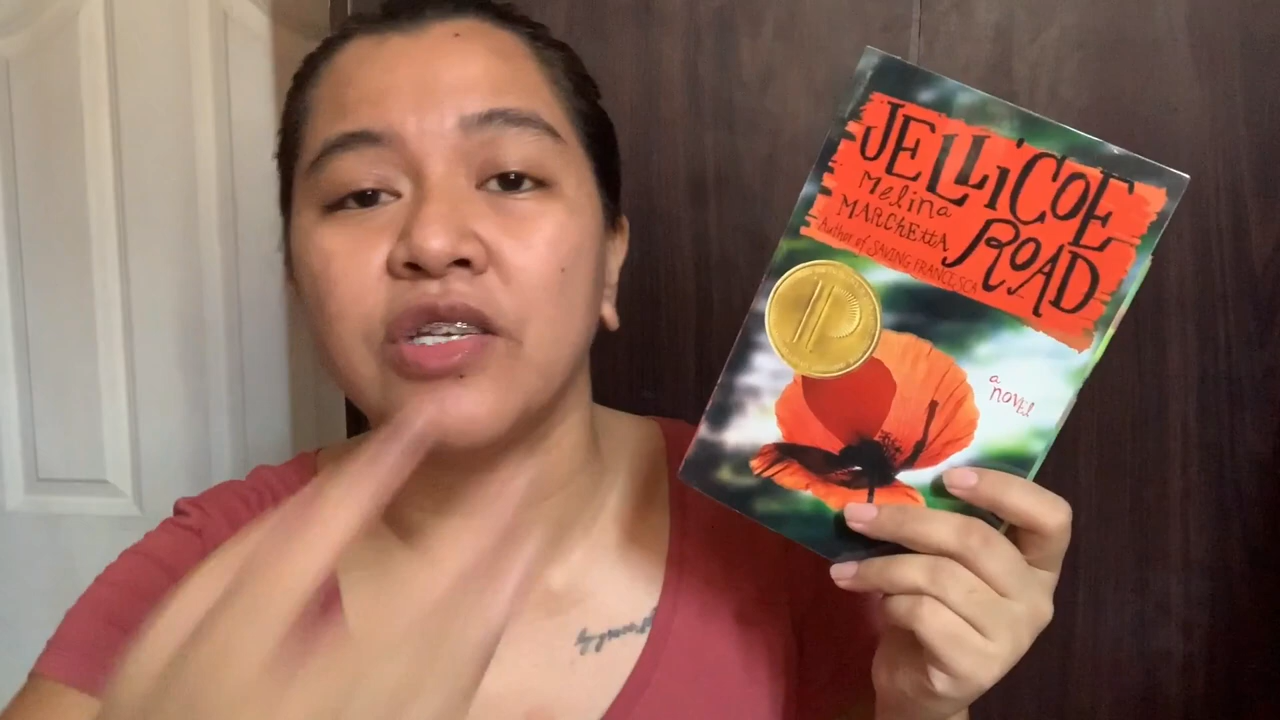 JELLiCOE
Melina
MARChEttA
ROAD
Author of SAVING FRANCESCA
P
a
novel